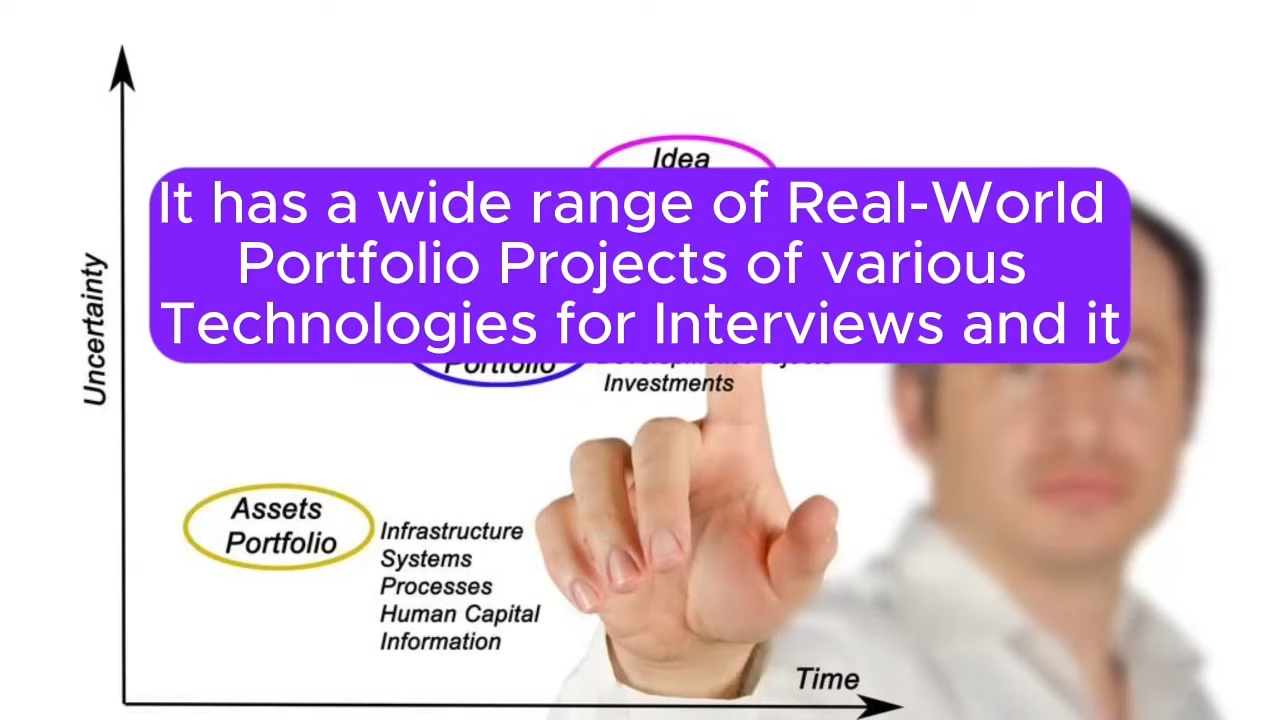 Idea
It has a wide range of Real-World
Portfolio Projects of various
Technologies for Interviews and it
Portfolio
Investments
Uncertainty
Assets
Portfolio
Infrastructure
Systems
Processes
Human Capital
Information
Time